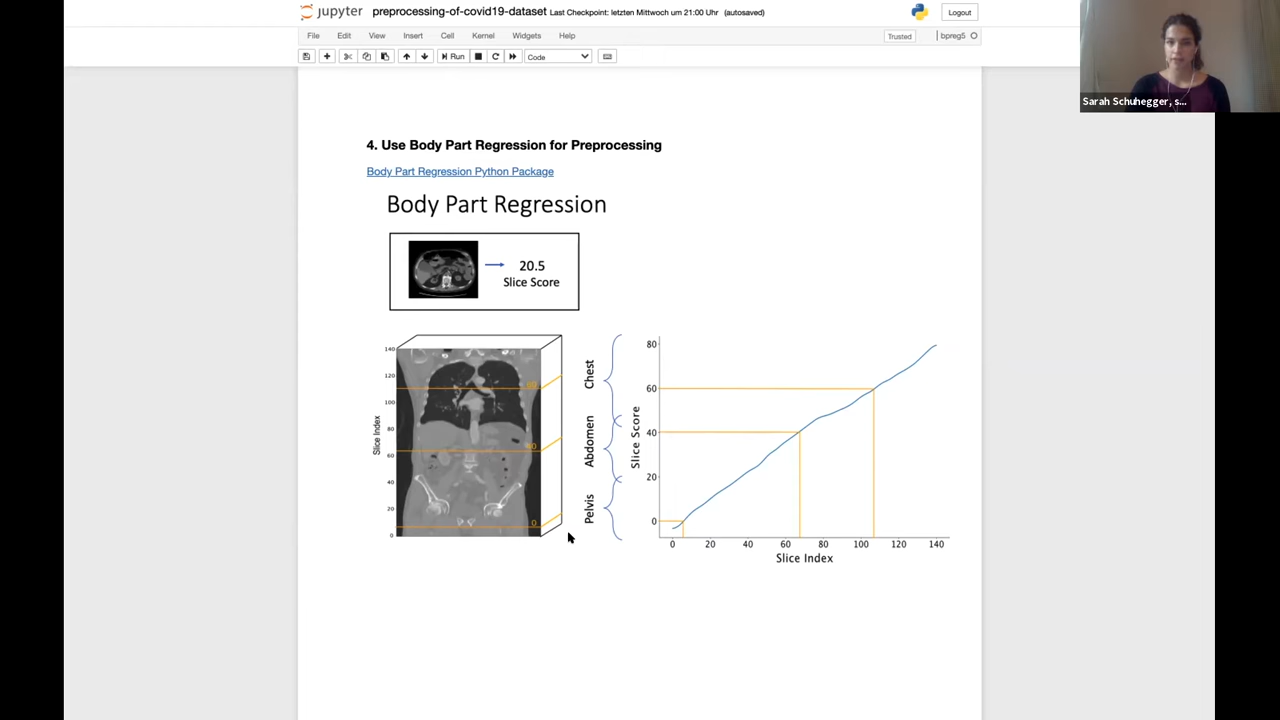 jupyter preprocessing-of-covid19-dataset Last Checkpoint: letzten Mittwoch um 21:00 Uhr (autosaved) Logout
File Edit View Insert Cell Kernel Widgets Help Trusted bpreg5
Run Code
Sarah Schuhegger, s...
4. Use Body Part Regression for Preprocessing
Body Part Regression Python Package
Body Part Regression
20.5
Slice Score
140
120
100
80
60
40
20
0
Slice Index
60
40
0
Chest
Abdomen
Pelvis
80
60
40
20
0
Slice Score
0 20 40 60 80 100 120 140
Slice Index